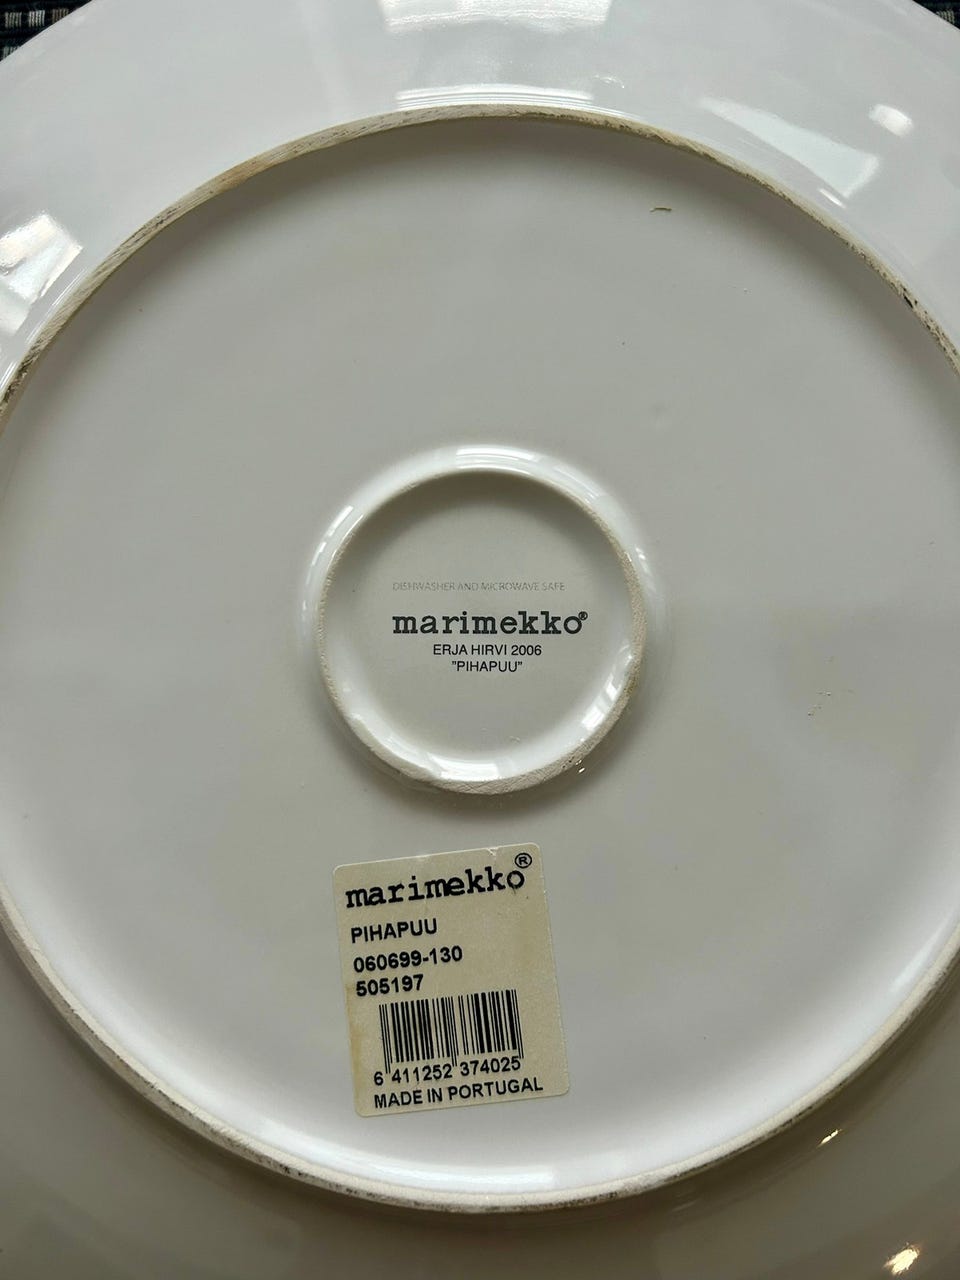 DISHWASHER AND MICROWAVE SAFE
marimekko®
ERJA HIRVI 2006
"PIHAPUU"
marimekko®
PIHAPUU
060699-130
505197
6 411252 374025
MADE IN PORTUGAL